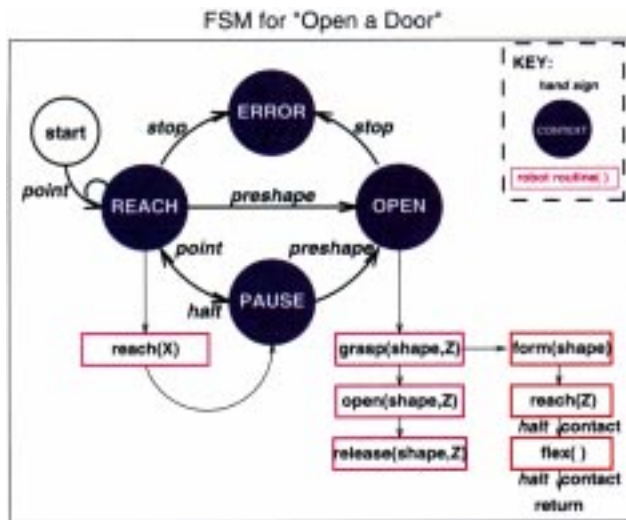 FSM for "Open a Door"
KEY:
hand sign
CONTEXT
robot routine( )
start
ERROR
stop
stop
point
REACH
preshape
OPEN
point
preshape
halt
PAUSE
reach(X)
grasp(shape,Z)
form(shape)
open(shape,Z)
reach(Z)
halt contact
release(shape,Z)
flex( )
halt contact
return